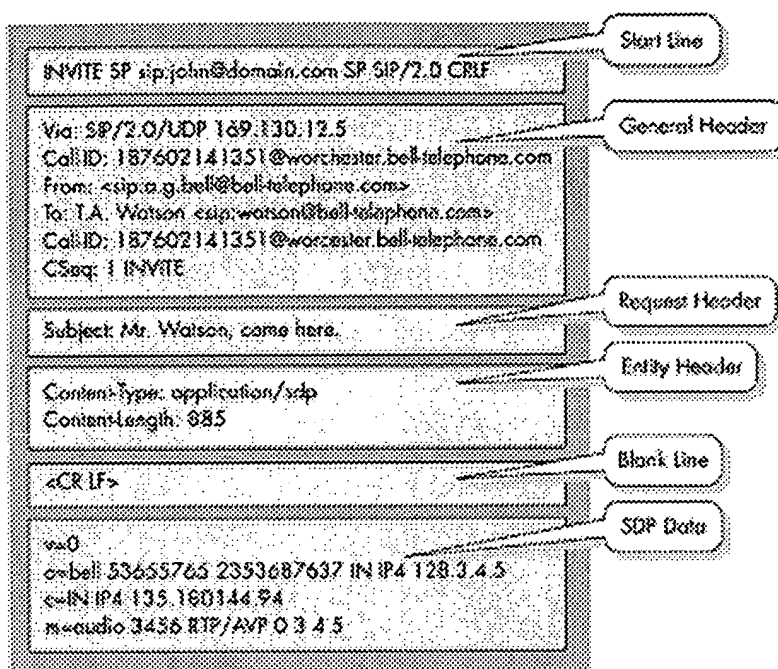 Start Line
INVITE SP sip:john@domain.com SP SIP/2.0 CRLF
General Header
Via: SIP/2.0/UDP 169.130.12.5
Call-ID: 187602141351@worchester.bell-telephone.com
From: <sip:a.g.bell@bell-telephone.com>
To: T.A. Watson <sip:watson@bell-telephone.com>
Call-ID: 187602141351@worcester.bell-telephone.com
CSeq: 1 INVITE
Request Header
Subject: Mr. Watson, come here.
Entity Header
Content-Type: application/sdp
Content-Length: 885
Blank Line
<CR LF>
SDP Data
v=0
o=bell 53655765 2353687637 IN IP4 128.3.4.5
c=IN IP4 135.180144.94
m=audio 3456 RTP/AVP 0 3 4 5